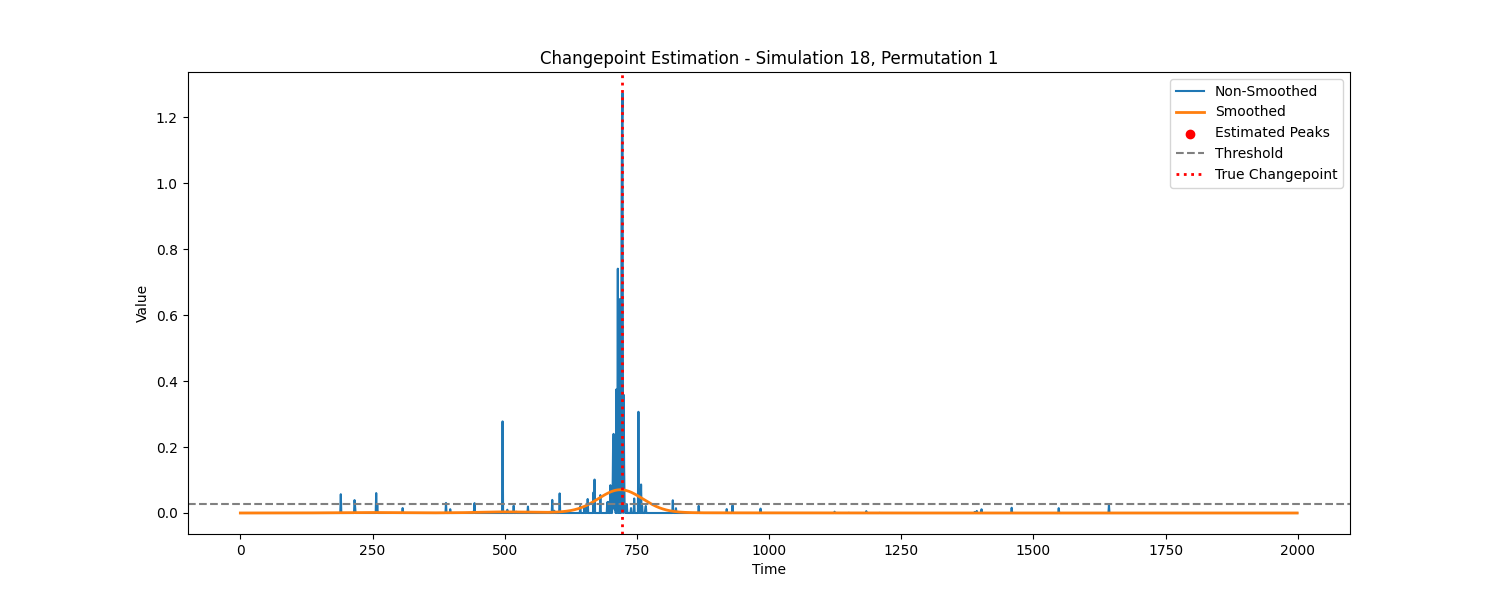 Changepoint Estimation - Simulation 18, Permutation 1
Non-Smoothed
Smoothed
Estimated Peaks
Threshold
True Changepoint
Value
1.2
1.0
0.8
0.6
0.4
0.2
0.0
0 250 500 750 1000 1250 1500 1750 2000
Time